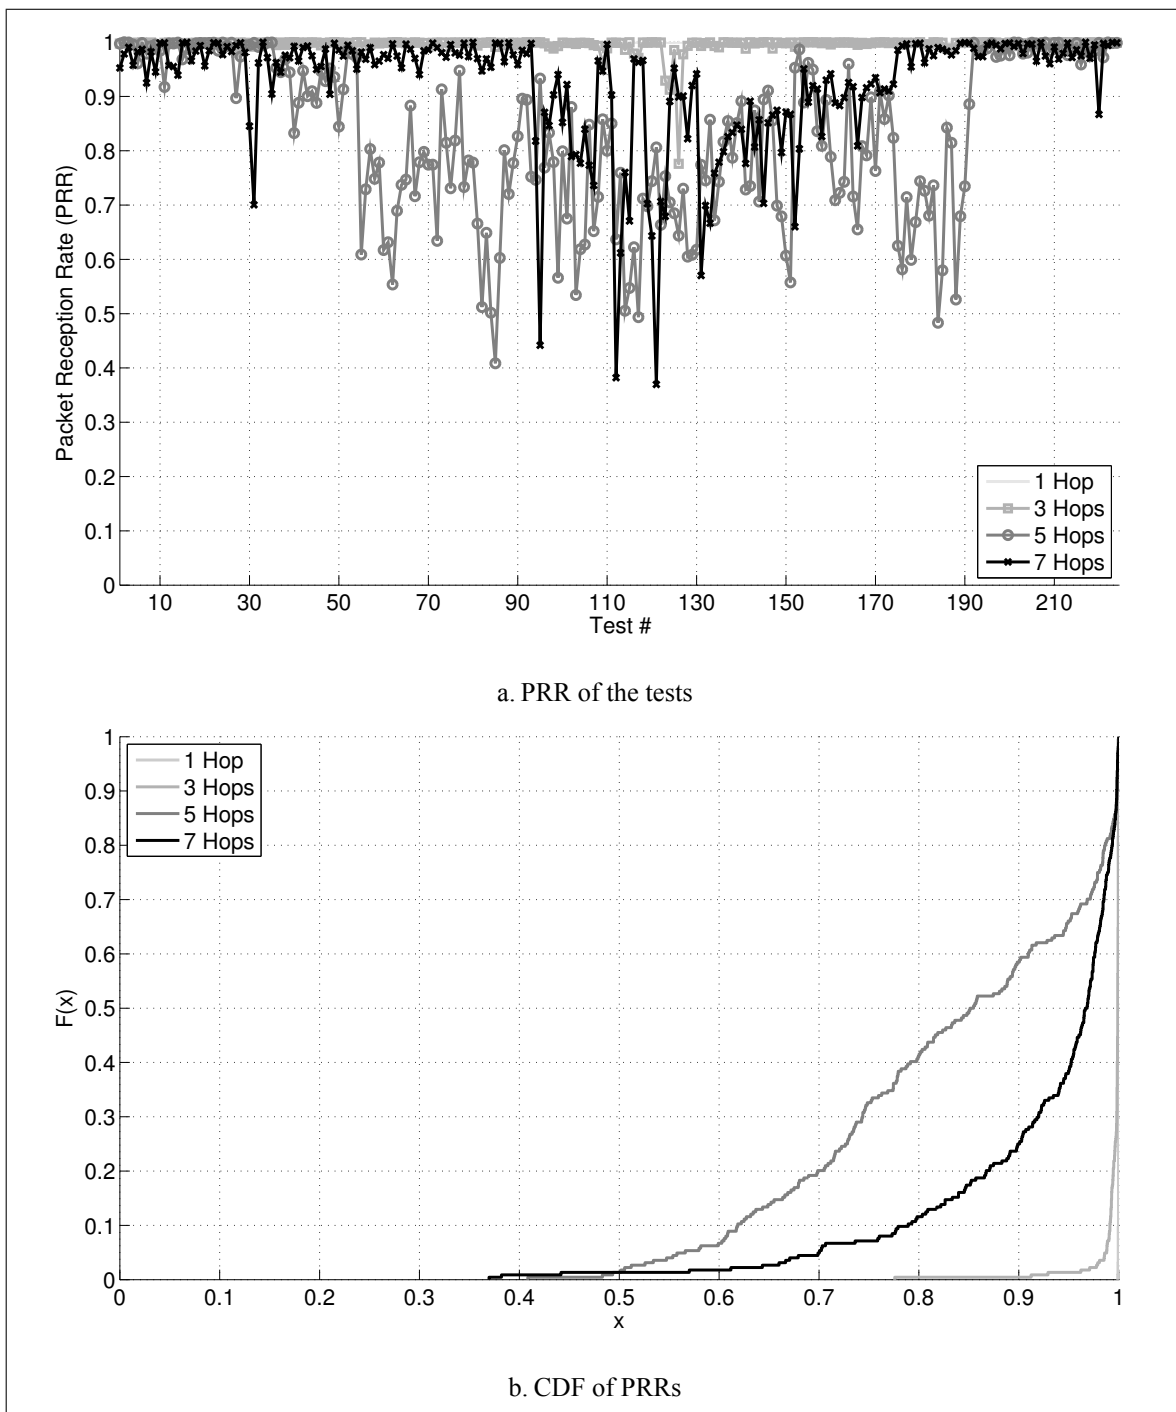 1
0.9
0.8
0.7
0.6
0.5
0.4
0.3
0.2
0.1
0
Packet Reception Rate (PRR)
1 Hop
3 Hops
5 Hops
7 Hops
10 30 50 70 90 110 130 150 170 190 210
Test #
a. PRR of the tests
1
0.9
0.8
0.7
0.6
0.5
0.4
0.3
0.2
0.1
0
F(x)
1 Hop
3 Hops
5 Hops
7 Hops
0 0.1 0.2 0.3 0.4 0.5 0.6 0.7 0.8 0.9 1
x
b. CDF of PRRs